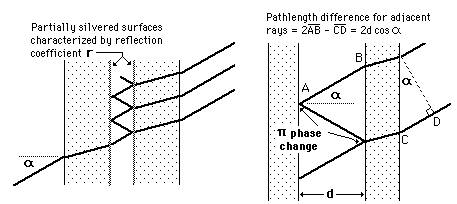 Partially silvered surfaces
characterized by reflection
coefficient r
α
Pathlength difference for adjacent
rays = 2AB - CD = 2d cos α
A
B
α
α
D
C
π phase
change
d